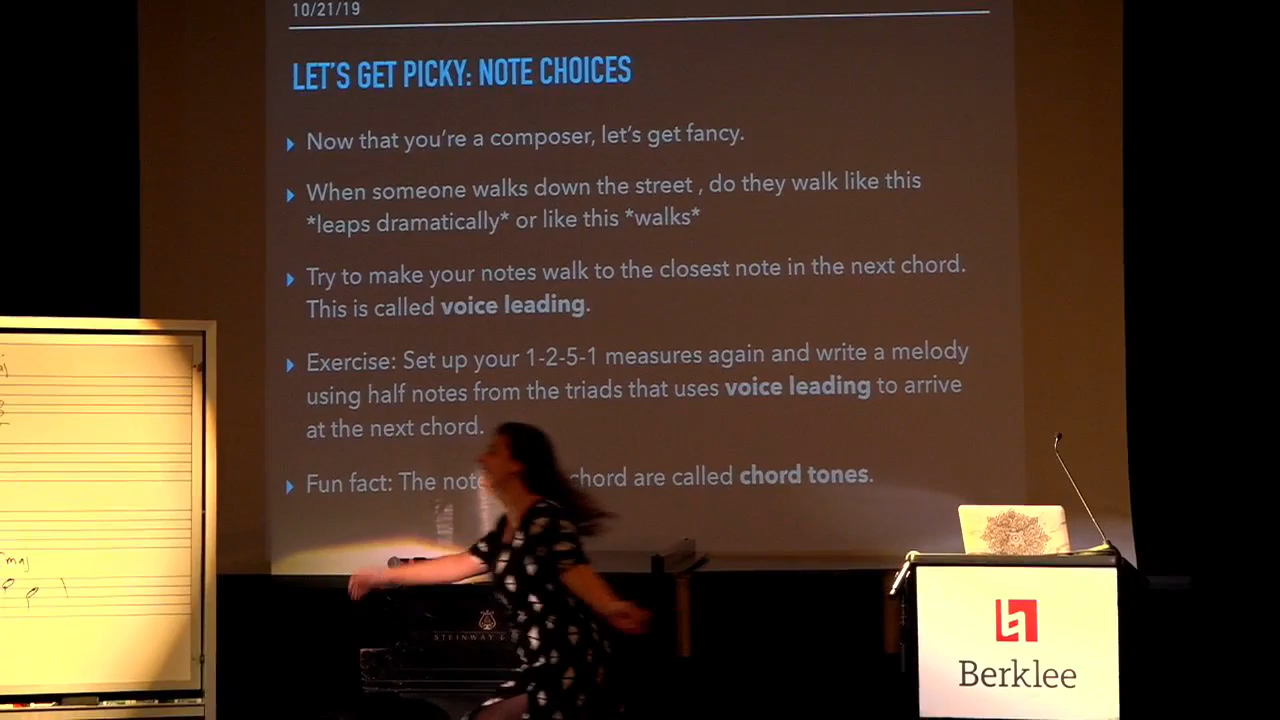 10/21/19
LET'S GET PICKY: NOTE CHOICES
Now that you're a composer, let's get fancy.
When someone walks down the street , do they walk like this
*leaps dramatically* or like this *walks*
Try to make your notes walk to the closest note in the next chord.
This is called voice leading.
Exercise: Set up your 1-2-5-1 measures again and write a melody
using half notes from the triads that uses voice leading to arrive
at the next chord.
Fun fact: The note chord are called chord tones.
maj
STEINWAY &
Berklee